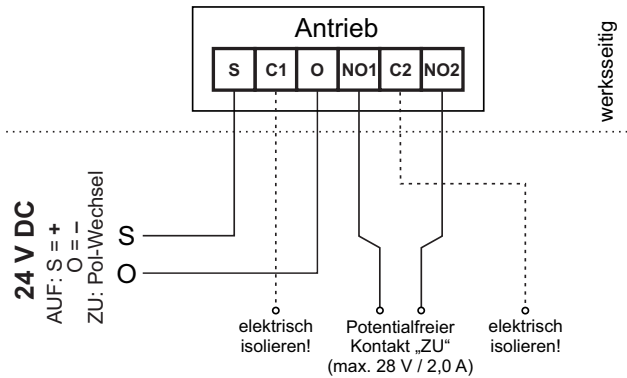 Antrieb
S C1 O NO1 C2 NO2
werksseitig
24 V DC
AUF: S = +
O = –
ZU: Pol-Wechsel
S
O
elektrisch
isolieren!
Potentialfreier
Kontakt „ZU“
(max. 28 V / 2,0 A)
elektrisch
isolieren!